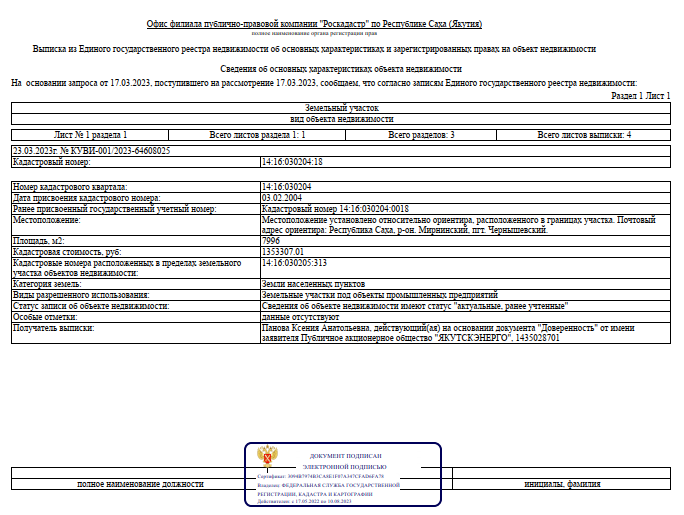 Офис филиала публично-правовой компании "Роскадастр" по Республике Саха (Якутия)
полное наименование органа регистрации прав
Выписка из Единого государственного реестра недвижимости об основных характеристиках и зарегистрированных правах на объект недвижимости
Сведения об основных характеристиках объекта недвижимости
На основании запроса от 17.03.2023, поступившего на рассмотрение 17.03.2023, сообщаем, что согласно записям Единого государственного реестра недвижимости:
Раздел 1 Лист 1
Земельный участок
вид объекта недвижимости
Лист № 1 раздела 1 Всего листов раздела 1: 1 Всего разделов: 3 Всего листов выписки: 4
23.03.2023г. № КУВИ-001/2023-64608025
Кадастровый номер: 14:16:030204:18
Номер кадастрового квартала: 14:16:030204
Дата присвоения кадастрового номера: 03.02.2004
Ранее присвоенный государственный учетный номер: Кадастровый номер 14:16:030204:0018
Местоположение: Местоположение установлено относительно ориентира, расположенного в границах участка. Почтовый
адрес ориентира: Республика Саха, р-он. Мирнинский, пгт. Чернышевский.
Площадь, м2: 7996
Кадастровая стоимость, руб: 1353307.01
Кадастровые номера расположенных в пределах земельного 14:16:030205:313
участка объектов недвижимости:
Категория земель: Земли населенных пунктов
Виды разрешенного использования: Земельные участки под объекты промышленных предприятий
Статус записи об объекте недвижимости: Сведения об объекте недвижимости имеют статус "актуальные, ранее учтенные"
Особые отметки: данные отсутствуют
Получатель выписки: Панова Ксения Анатольевна, действующий(ая) на основании документа "Доверенность" от имени
заявителя Публичное акционерное общество "ЯКУТСКЭНЕРГО", 1435028701
ДОКУМЕНТ ПОДПИСАН
ЭЛЕКТРОННОЙ ПОДПИСЬЮ
Сертификат:
Владелец: ФЕДЕРАЛЬНАЯ СЛУЖБА ГОСУДАРСТВЕННОЙ
РЕГИСТРАЦИИ, КАДАСТРА И КАРТОГРАФИИ
Действителен: с 17.05.2022 по 10.08.2023
полное наименование должности инициалы, фамилия